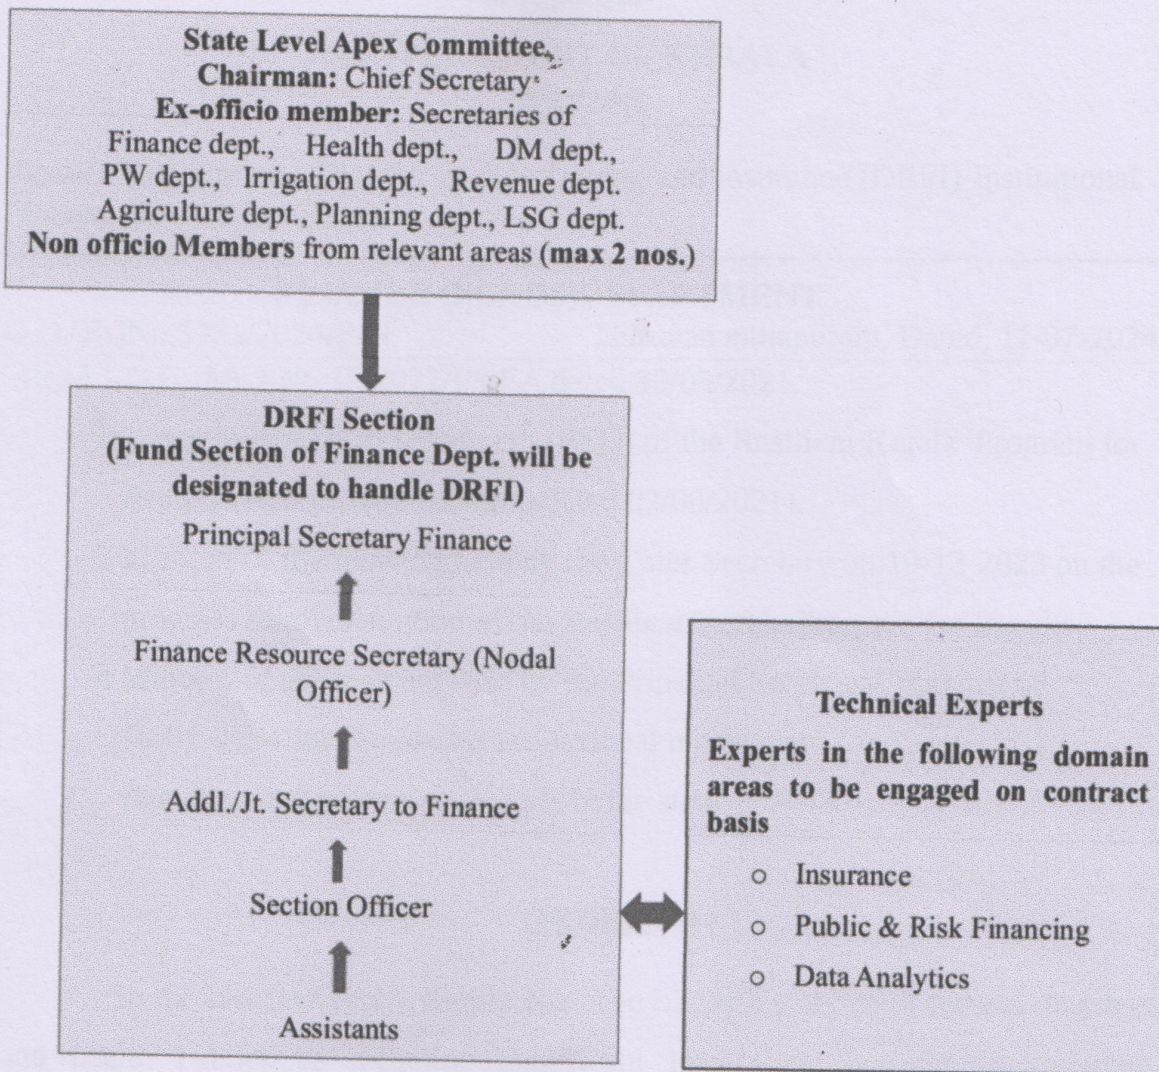 State Level Apex Committee,
Chairman: Chief Secretary
Ex-officio member: Secretaries of
Finance dept., Health dept., DM dept.,
PW dept., Irrigation dept., Revenue dept.
Agriculture dept., Planning dept., LSG dept.
Non officio Members from relevant areas (max 2 nos.)
DRFI Section
(Fund Section of Finance Dept. will be
designated to handle DRFI)
Principal Secretary Finance
Finance Resource Secretary (Nodal
Officer)
Addl./Jt. Secretary to Finance
Section Officer
Assistants
Technical Experts
Experts in the following domain
areas to be engaged on contract
basis
o Insurance
o Public & Risk Financing
o Data Analytics